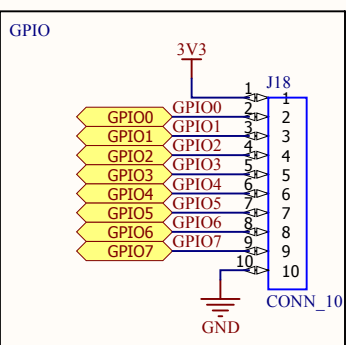 GPIO
3V3
J18
1 1
GPIO0 GPIO0 2 2
GPIO1 GPIO1 3 3
GPIO2 GPIO2 4 4
GPIO3 GPIO3 5 5
GPIO4 GPIO4 6 6
GPIO5 GPIO5 7 7
GPIO6 GPIO6 8 8
GPIO7 GPIO7 9 9
10 10
CONN_10
GND